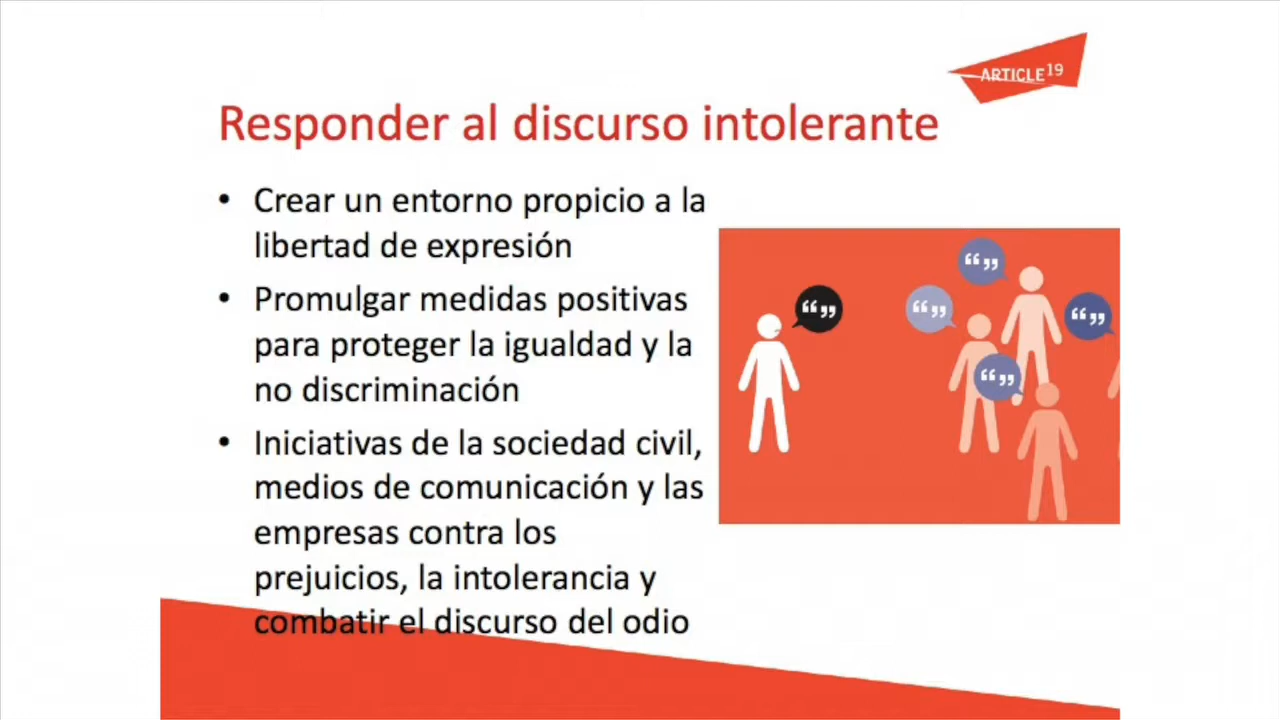 ARTICLE19
Responder al discurso intolerante
• Crear un entorno propicio a la
libertad de expresión
• Promulgar medidas positivas
para proteger la igualdad y la
no discriminación
• Iniciativas de la sociedad civil,
medios de comunicación y las
empresas contra los
prejuicios, la intolerancia y
combatir el discurso del odio